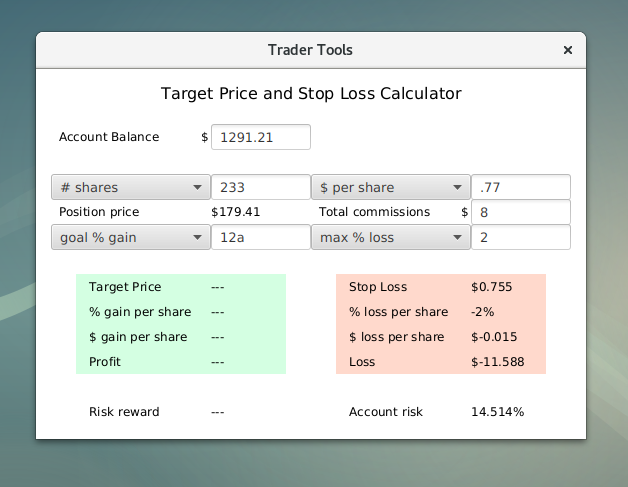 Trader Tools ×
Target Price and Stop Loss Calculator
Account Balance $ 1291.21
# shares 233 $ per share .77
Position price $179.41 Total commissions $ 8
goal % gain 12a max % loss 2
Target Price --- Stop Loss $0.755
% gain per share --- % loss per share -2%
$ gain per share --- $ loss per share $-0.015
Profit --- Loss $-11.588
Risk reward --- Account risk 14.514%